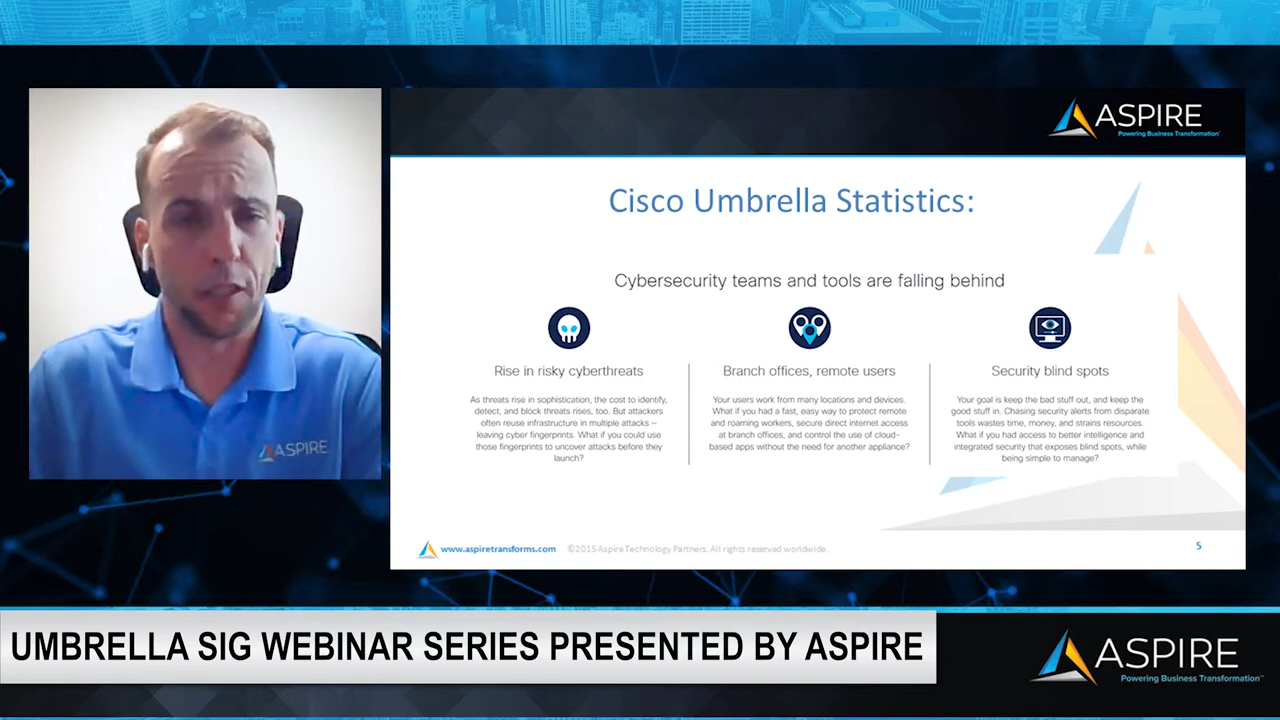 ASPIRE
Powering Business Transformation
Cisco Umbrella Statistics:
Cybersecurity teams and tools are falling behind
Rise in risky cyberthreats
As threats rise in sophistication, the cost to identify,
detect, and block threats rises, too. But attackers
often reuse infrastructure in multiple attacks –
leaving cyber fingerprints. What if you could use
those fingerprints to uncover attacks before they
launch?
Branch offices, remote users
Your users work from many locations and devices.
What if you had a fast, easy way to protect remote
and roaming workers, secure direct internet access
at branch offices, and control the use of cloud-
based apps without the need for another appliance?
Security blind spots
Your goal is keep the bad stuff out, and keep the
good stuff in. Chasing security alerts from disparate
tools wastes time, money, and strains resources.
What if you had access to better intelligence and
integrated security that exposes blind spots, while
being simple to manage?
www.aspiretransforms.com ©2015 Aspire Technology Partners. All rights reserved worldwide.
5
ASPIRE
UMBRELLA SIG WEBINAR SERIES PRESENTED BY ASPIRE
ASPIRE
Powering Business Transformation™